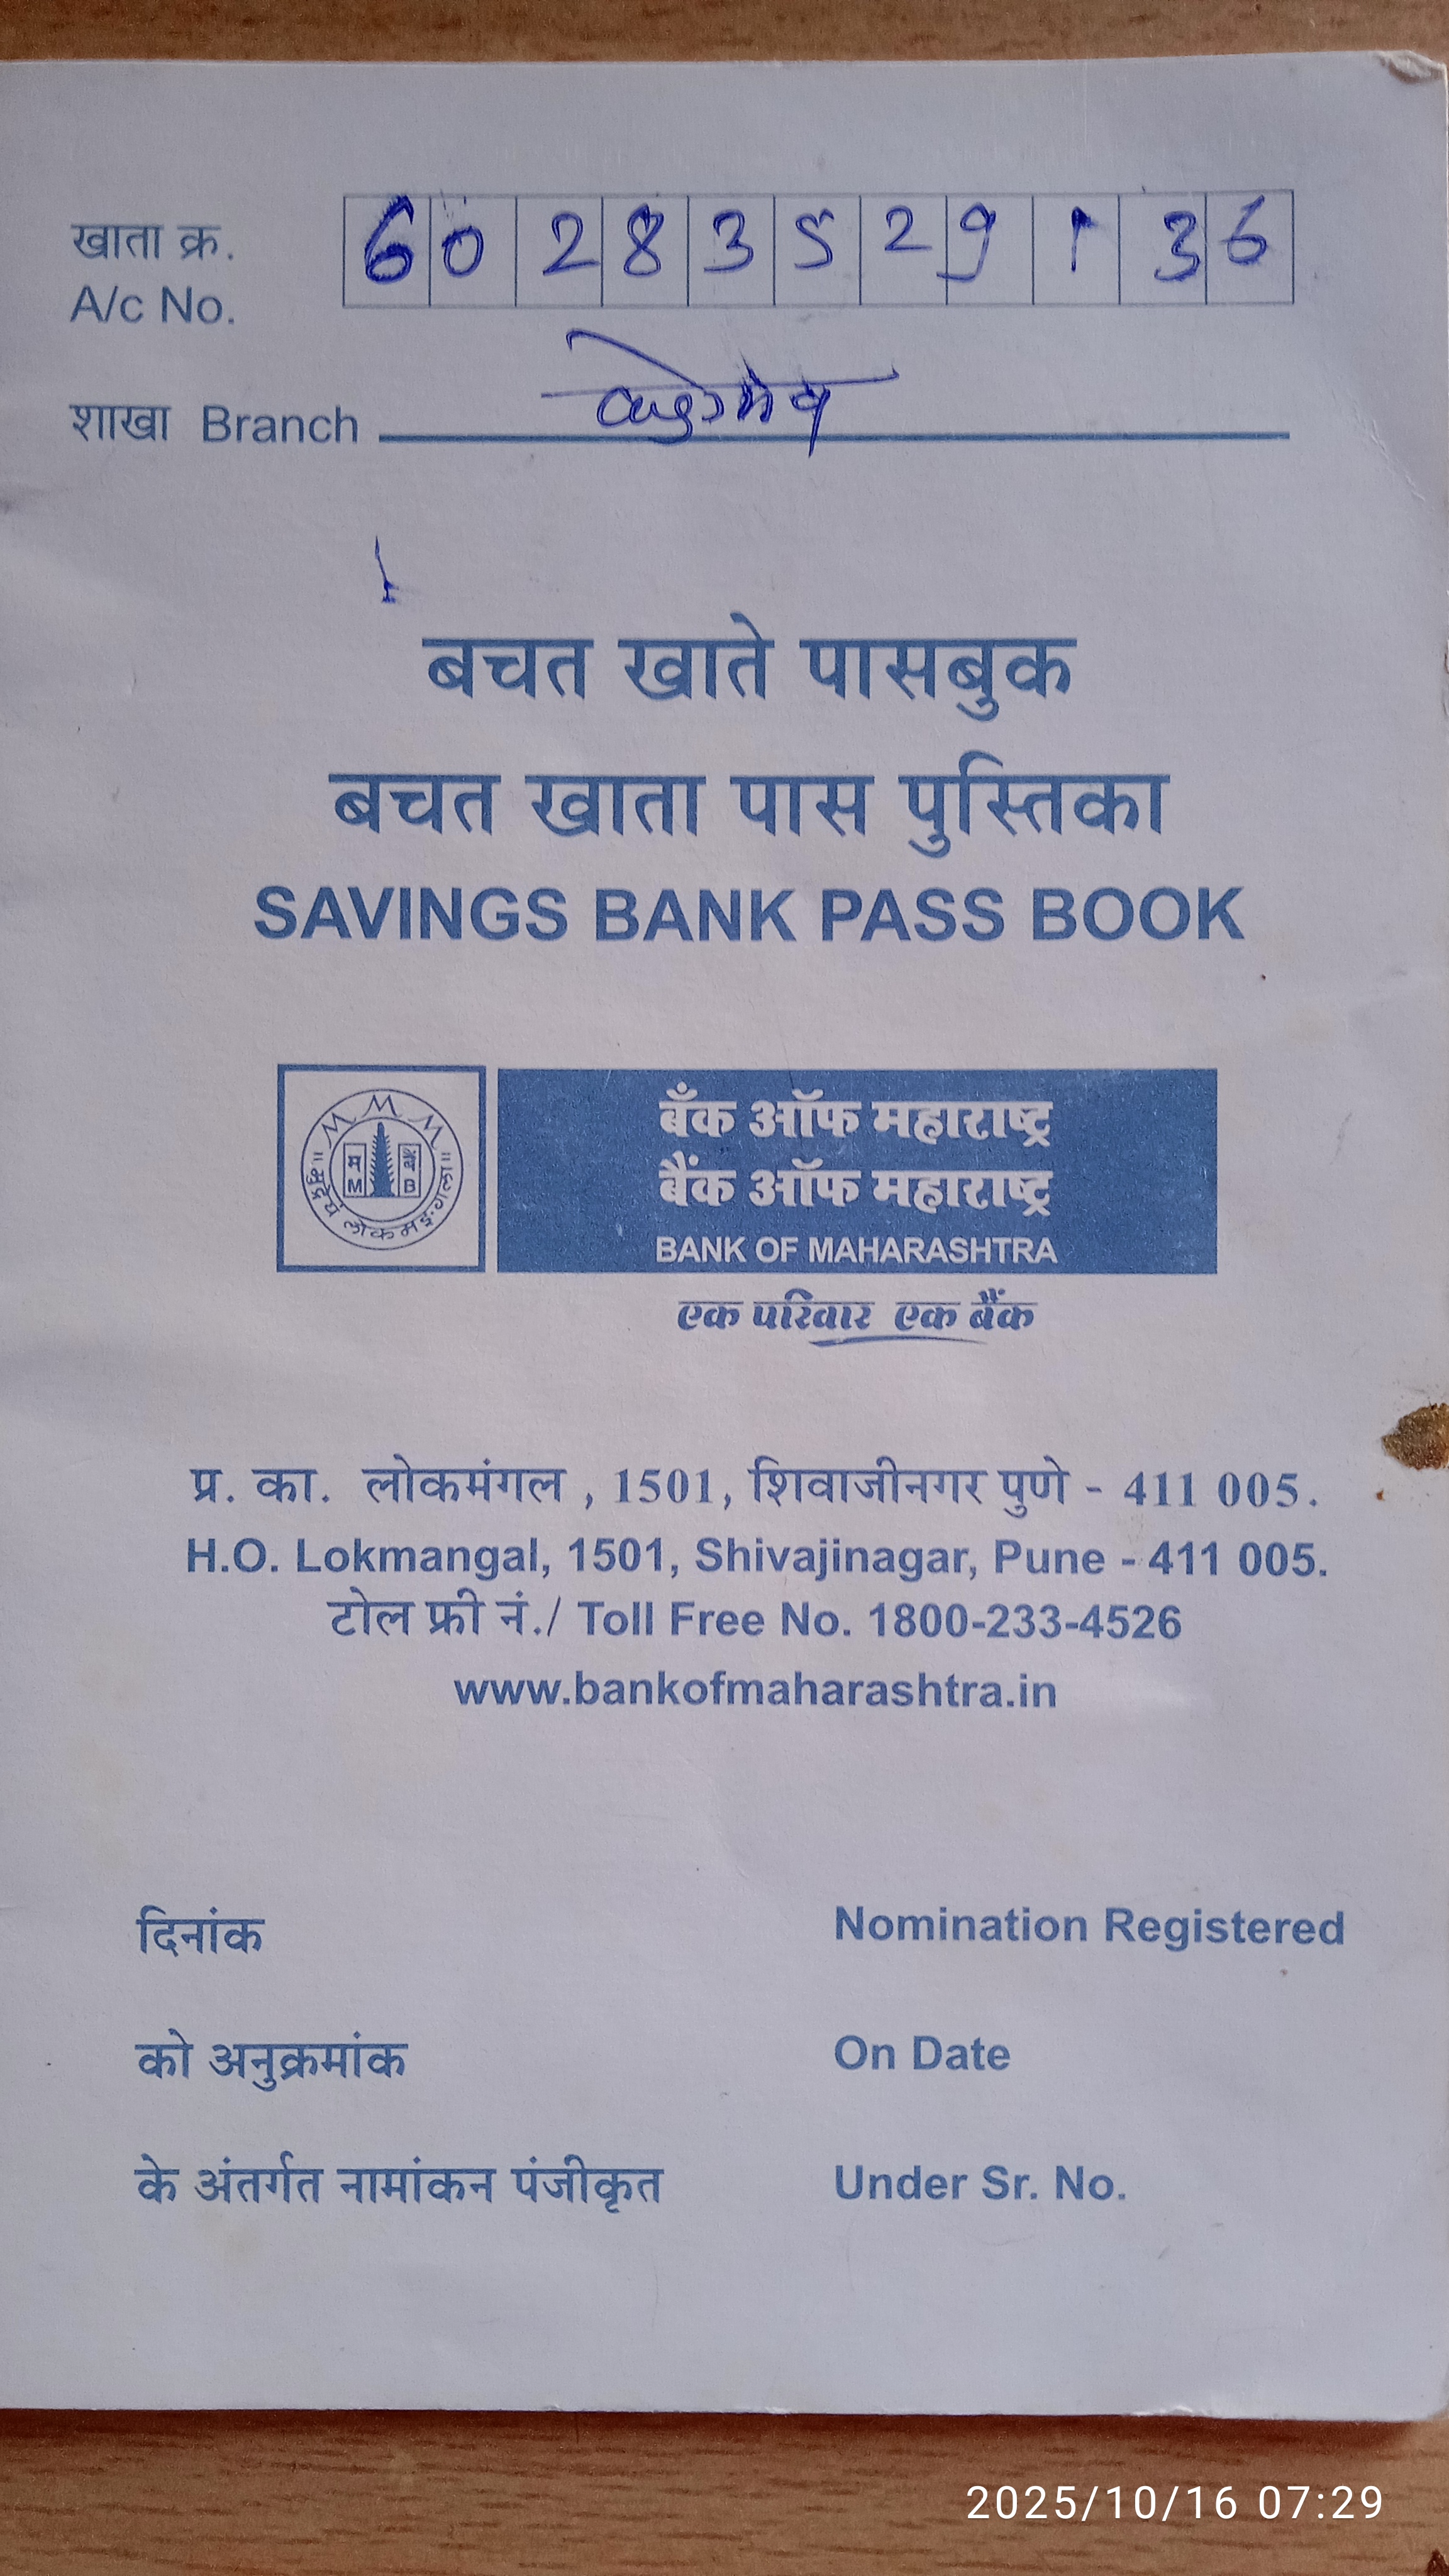 खाता क्र.
A/c No. 60283529136
शाखा Branch
बचत खाते पासबुक
बचत खाता पास पुस्तिका
SAVINGS BANK PASS BOOK
M M M M
म M बँ B
॥ मुद्रेयं लोकमङ्गला ॥
बँक ऑफ महाराष्ट्र
बैंक ऑफ महाराष्ट्र
BANK OF MAHARASHTRA
एक परिवार एक बैंक
प्र. का. लोकमंगल , 1501, शिवाजीनगर पुणे - 411 005.
H.O. Lokmangal, 1501, Shivajinagar, Pune - 411 005.
टोल फ्री नं./ Toll Free No. 1800-233-4526
www.bankofmaharashtra.in
दिनांक Nomination Registered
को अनुक्रमांक On Date
के अंतर्गत नामांकन पंजीकृत Under Sr. No.
2025/10/16 07:29